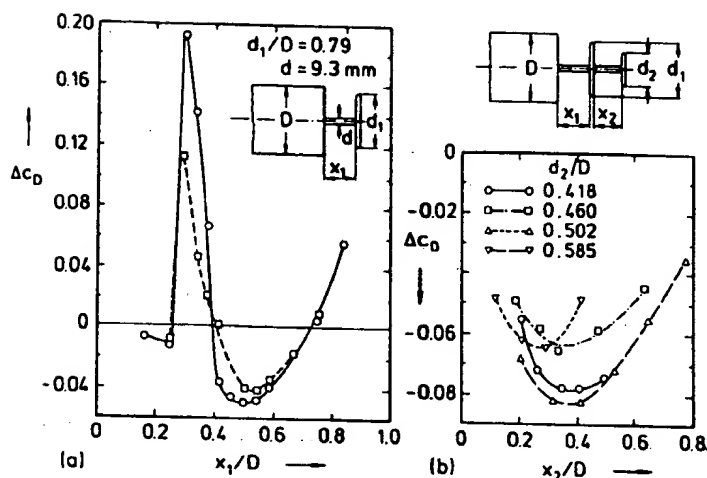 0.20
0.16
0.12
Δc_D
0.08
0.04
0
-0.04
0 0.2 0.4 0.6 0.8 1.0
(a) x₁/D
d₁/D = 0.79
d = 9.3 mm
D d d₁
x₁
D d₂ d₁
x₁ x₂
0
-0.02
Δc_D
-0.04
-0.06
-0.08
d₂/D
0.418
0.460
0.502
0.585
0 0.2 0.4 0.6 0.8
(b) x₂/D